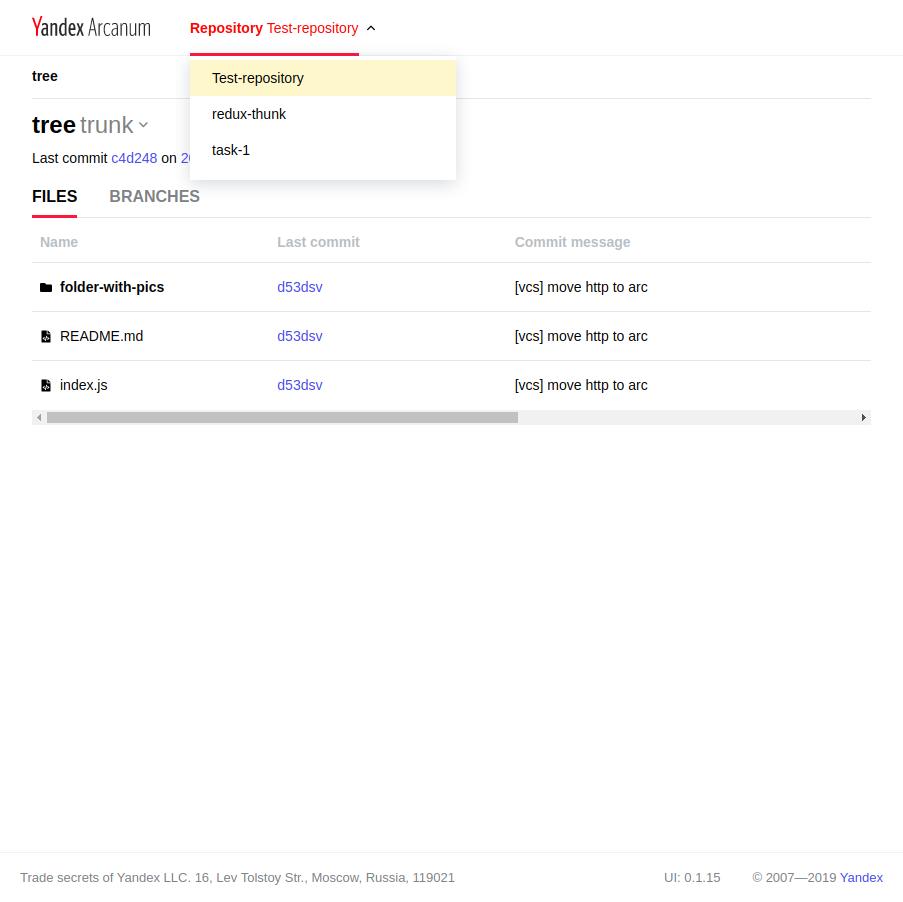 Yandex Arcanum
Repository Test-repository
tree
Test-repository
redux-thunk
task-1
tree trunk
Last commit c4d248 on
FILES BRANCHES
Name Last commit Commit message
folder-with-pics d53dsv [vcs] move http to arc
README.md d53dsv [vcs] move http to arc
index.js d53dsv [vcs] move http to arc
Trade secrets of Yandex LLC. 16, Lev Tolstoy Str., Moscow, Russia, 119021 UI: 0.1.15 © 2007—2019 Yandex